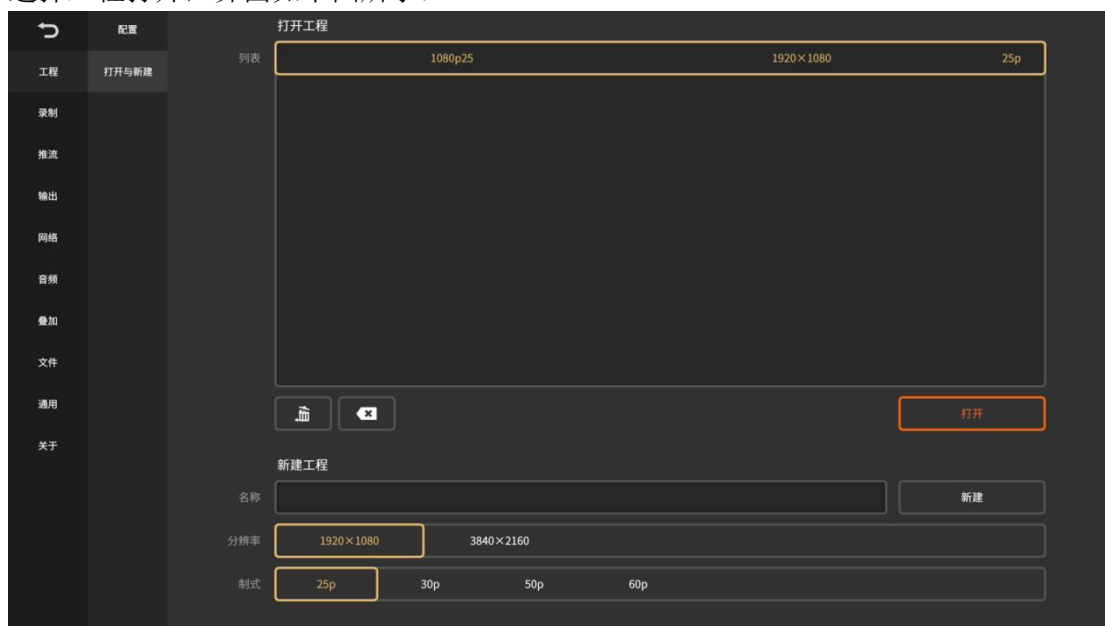 配置
打开工程
列表 1080p25 1920×1080 25p
工程 打开与新建
录制
推流
输出
网络
音频
叠加
文件
通用
打开
关于
新建工程
名称 新建
分辨率 1920×1080 3840×2160
制式 25p 30p 50p 60p